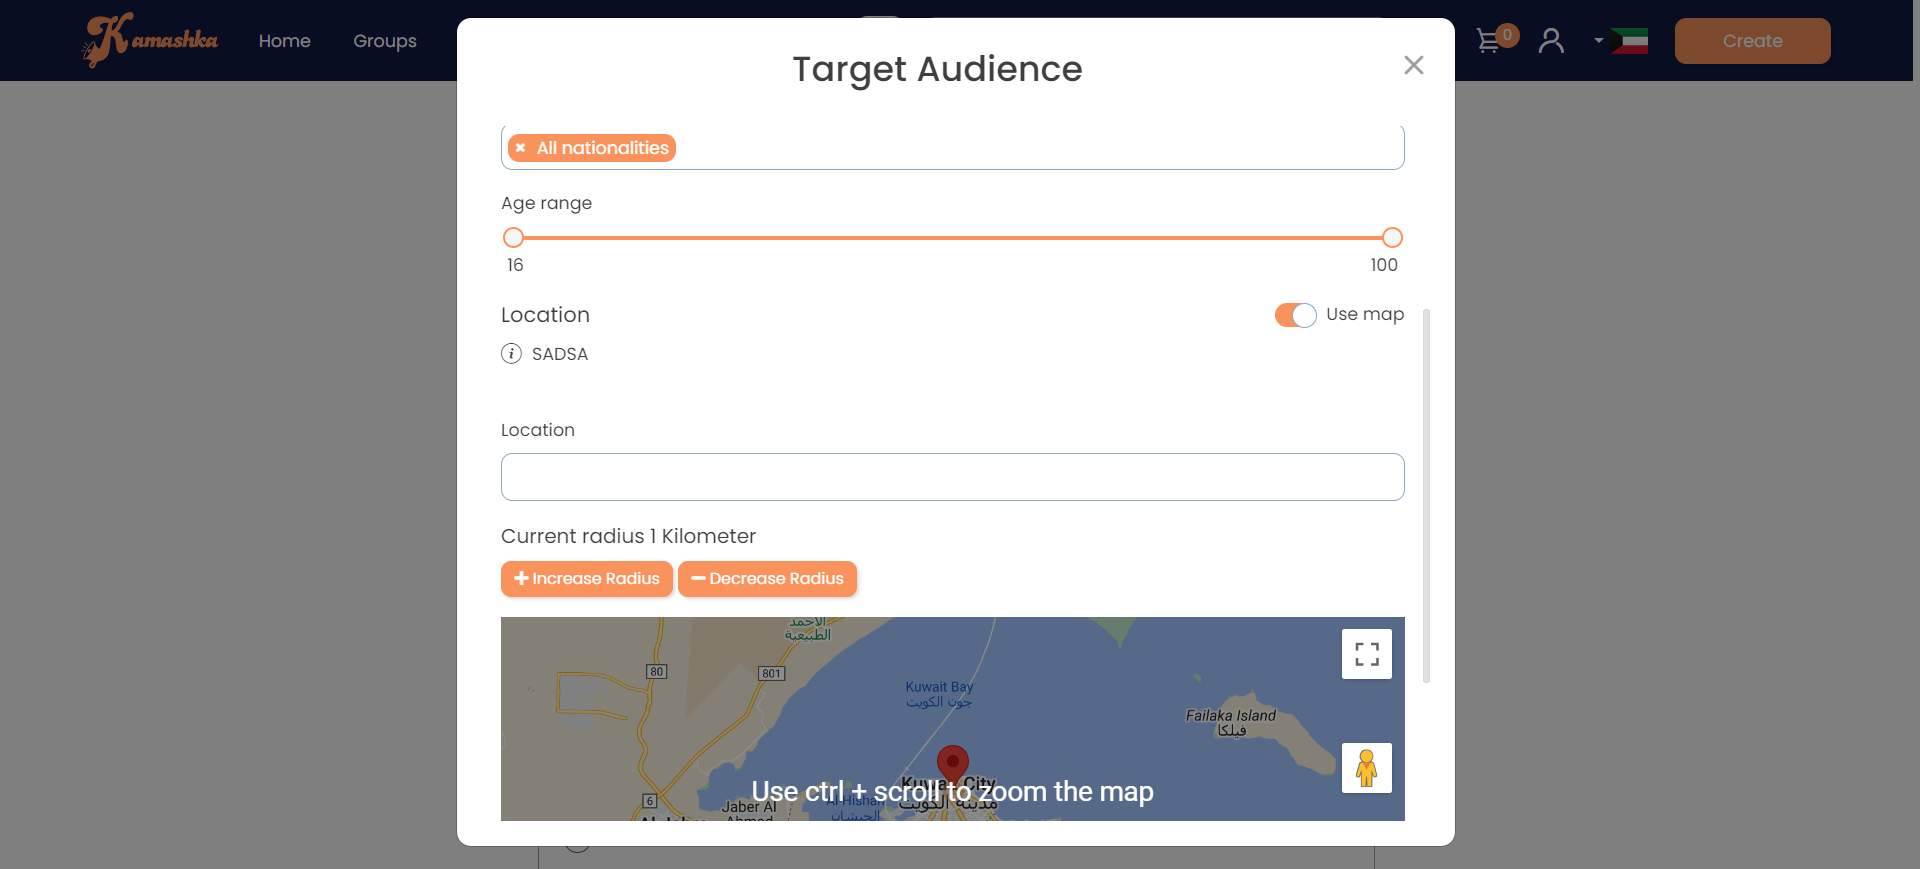 Kamashka
Home
Groups
0
Create
Target Audience
× All nationalities
Age range
16
100
Location
Use map
i SADSA
Location
Current radius 1 Kilometer
+ Increase Radius
− Decrease Radius
الأحمد
الطبيعية
80
801
Kuwait Bay
جون الكويت
Failaka Island
فيلكا
Kuwait City
مدينة الكويت
Use ctrl + scroll to zoom the map
6
Jaber Al
Ahmad
Al Hishan
الحيشان